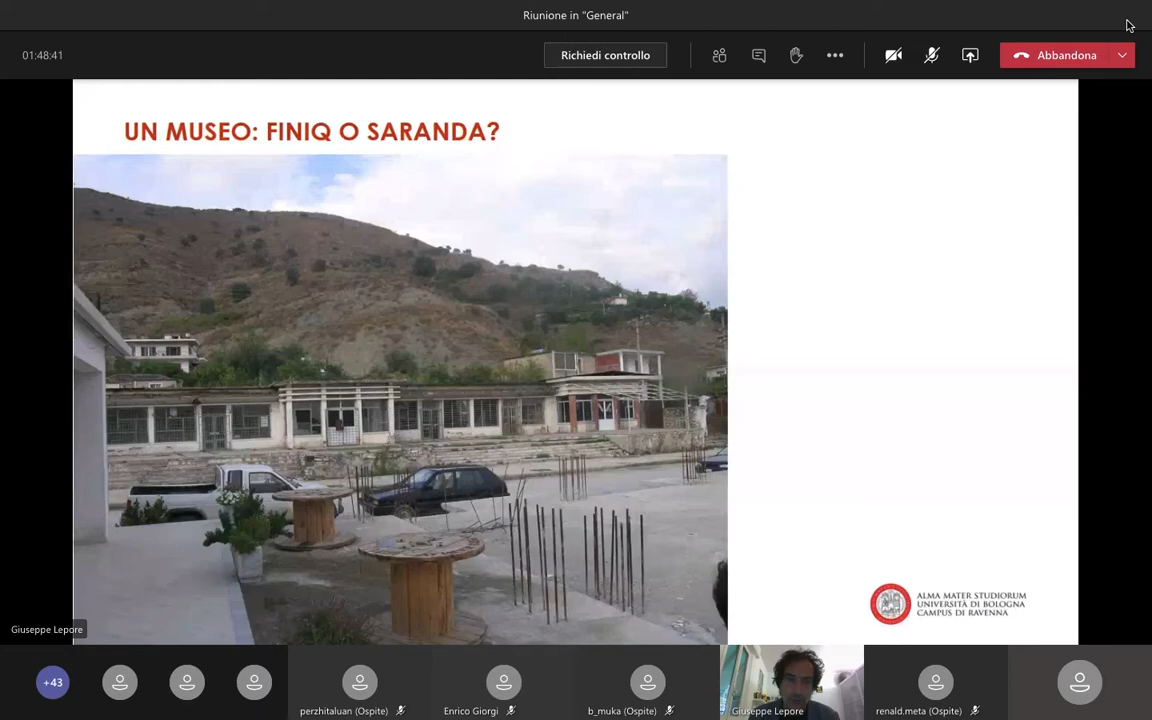 Riunione in "General"
01:48:41
Richiedi controllo
Abbandona
UN MUSEO: FINIQ O SARANDA?
ALMA MATER STUDIORUM
UNIVERSITÀ DI BOLOGNA
CAMPUS DI RAVENNA
Giuseppe Lepore
+43
perzhitaluan (Ospite)
Enrico Giorgi
b_muka (Ospite)
Giuseppe Lepore
renald.meta (Ospite)